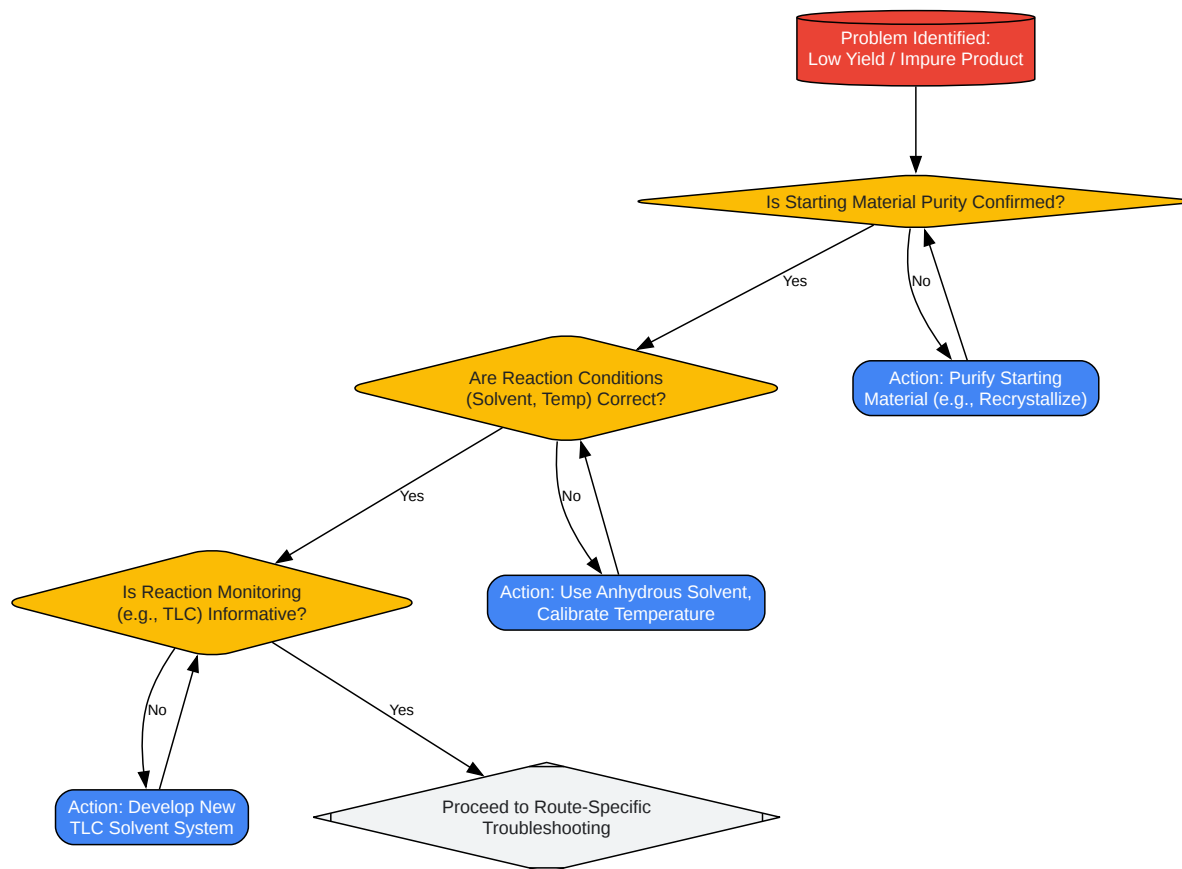 Problem Identified:
Low Yield / Impure Product
Is Starting Material Purity Confirmed?
Yes
No
Are Reaction Conditions
(Solvent, Temp) Correct?
Action: Purify Starting
Material (e.g., Recrystallize)
Yes
No
Is Reaction Monitoring
(e.g., TLC) Informative?
Action: Use Anhydrous Solvent,
Calibrate Temperature
No
Yes
Action: Develop New
TLC Solvent System
Proceed to Route-Specific
Troubleshooting